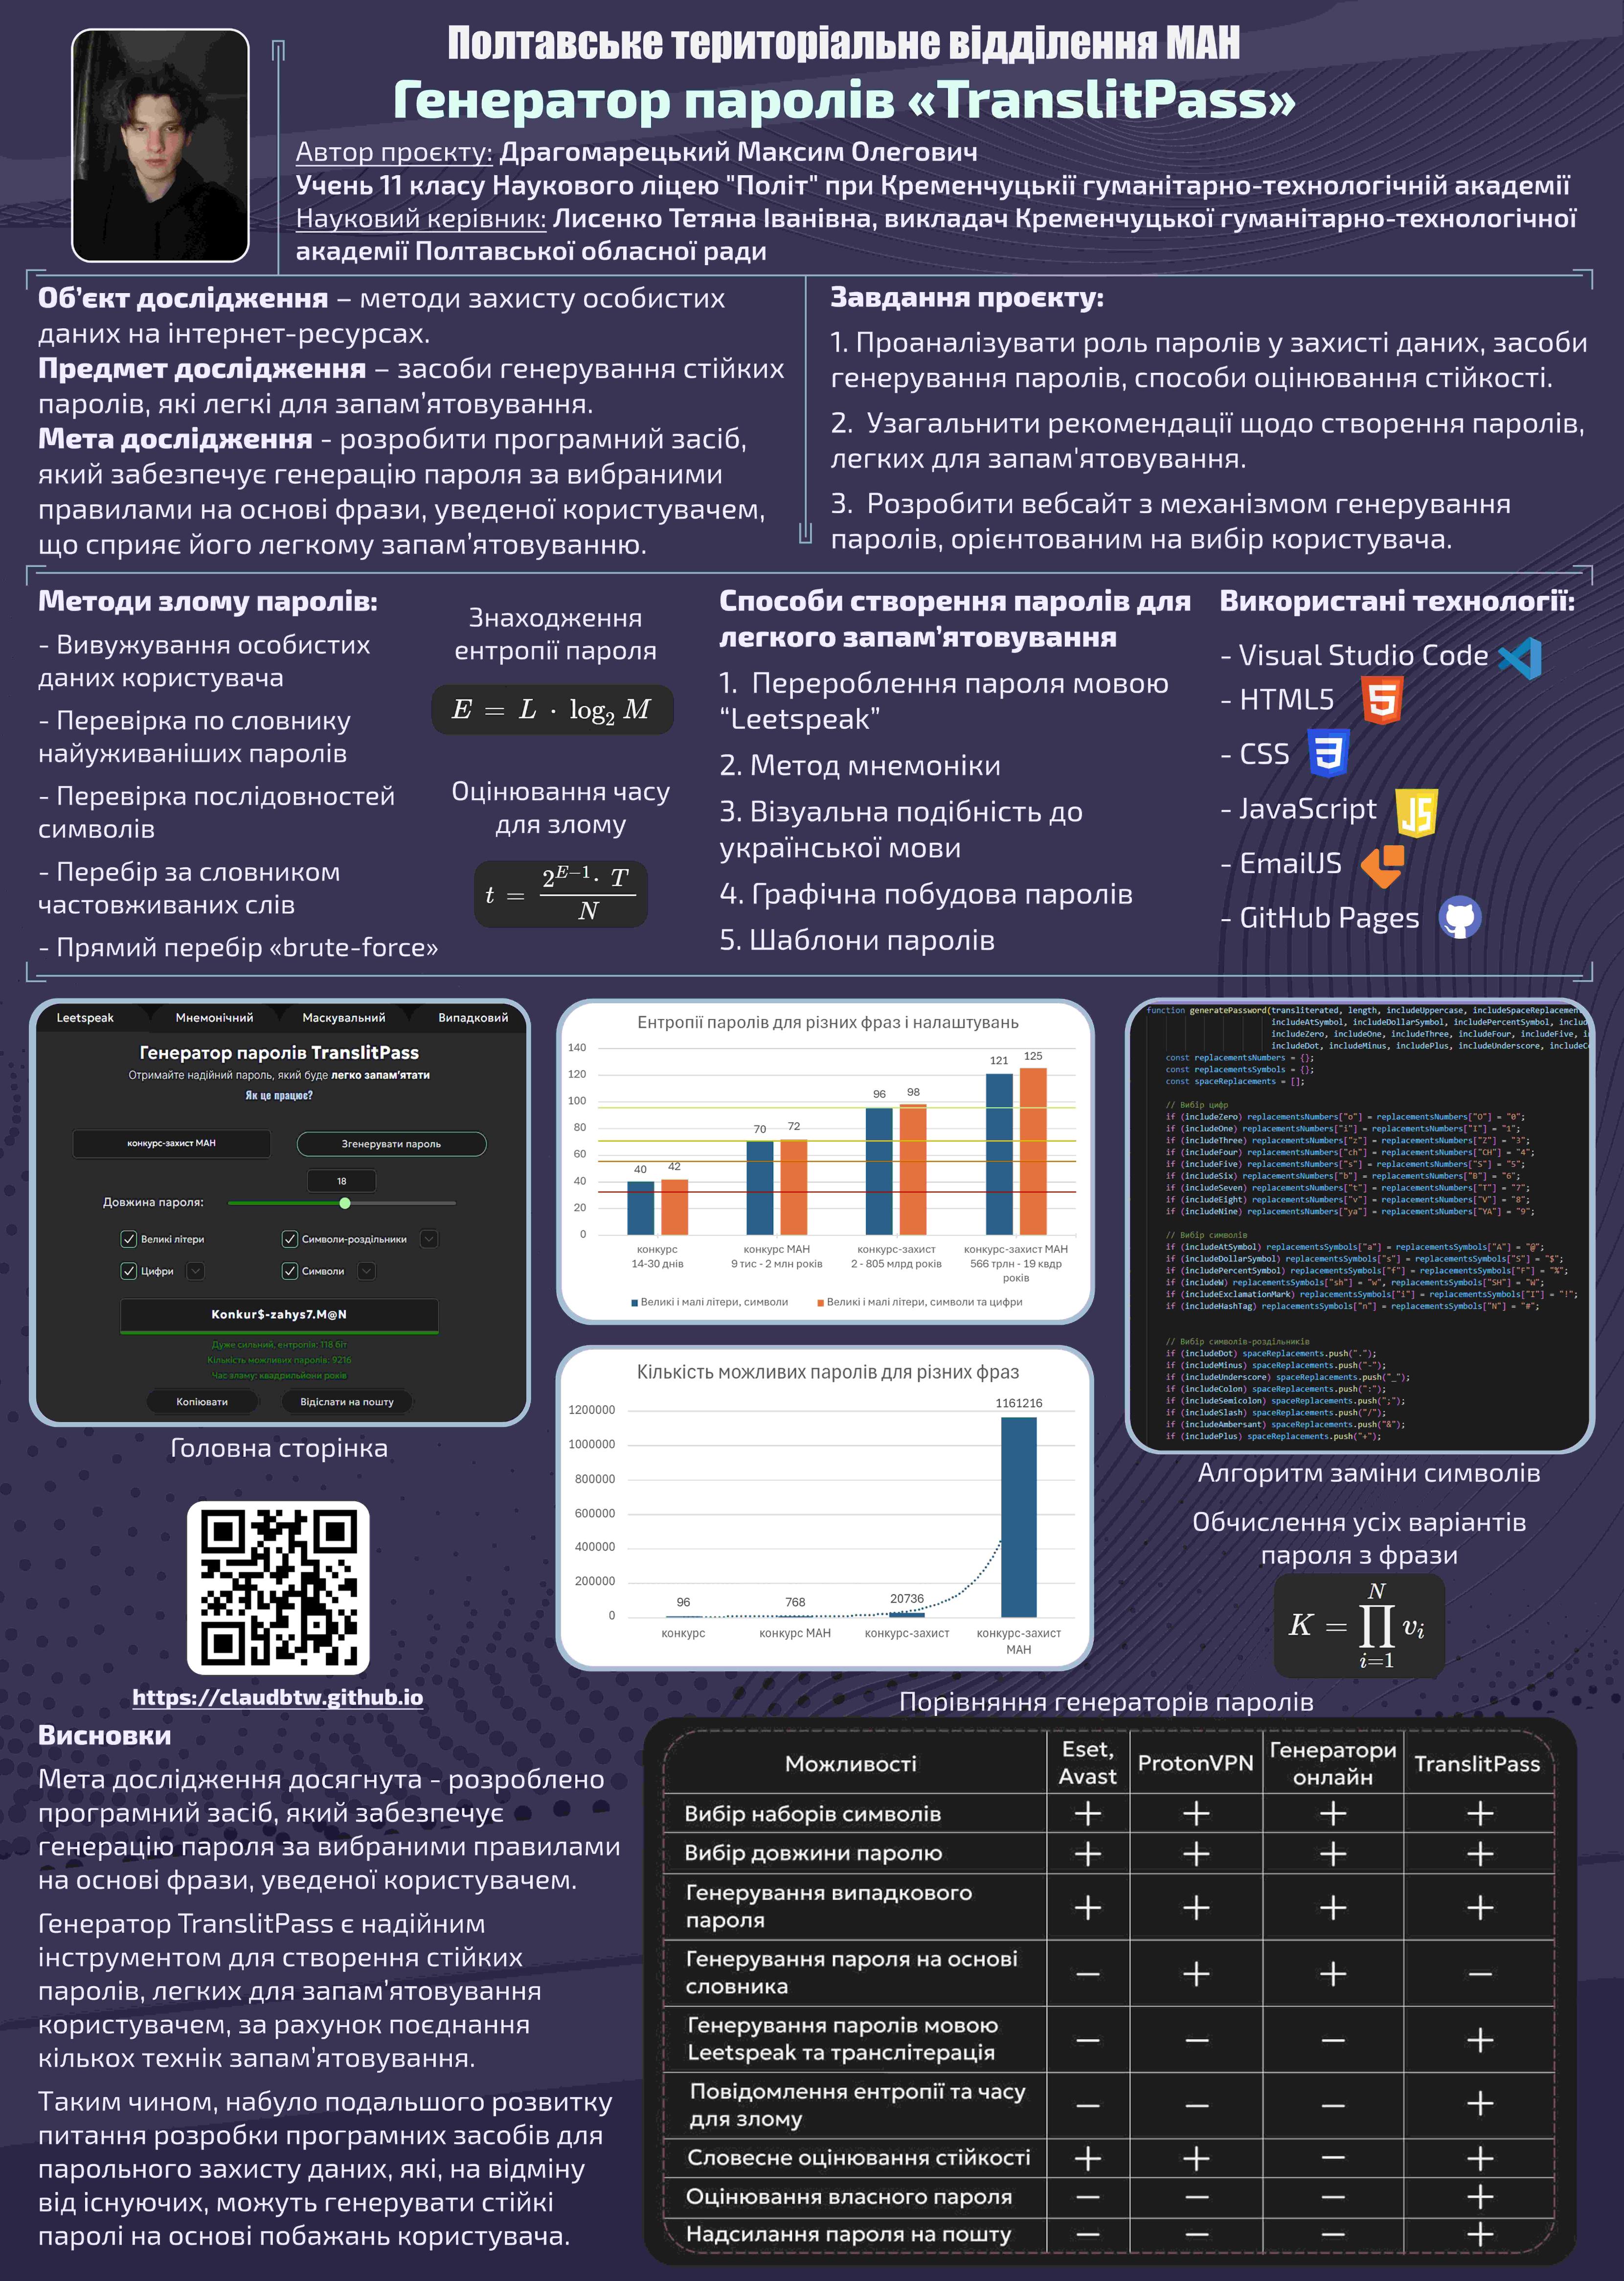 Полтавське територіальне відділення МАН
Генератор паролів «TranslitPass»
Автор проєкту: Драгомарецький Максим Олегович
Учень 11 класу Наукового ліцею "Політ" при Кременчуцькії гуманітарно-технологічній академії
Науковий керівник: Лисенко Тетяна Іванівна, викладач Кременчуцької гуманітарно-технологічної
академії Полтавської обласної ради
Об'єкт дослідження – методи захисту особистих
даних на інтернет-ресурсах.
Предмет дослідження – засоби генерування стійких
паролів, які легкі для запам'ятовування.
Мета дослідження - розробити програмний засіб,
який забезпечує генерацію пароля за вибраними
правилами на основі фрази, уведеної користувачем,
що сприяє його легкому запам'ятовуванню.
Завдання проєкту:
1. Проаналізувати роль паролів у захисті даних, засоби
генерування паролів, способи оцінювання стійкості.
2. Узагальнити рекомендації щодо створення паролів,
легких для запам'ятовування.
3. Розробити вебсайт з механізмом генерування
паролів, орієнтованим на вибір користувача.
Методи злому паролів:
- Вивужування особистих
даних користувача
- Перевірка по словнику
найуживаніших паролів
- Перевірка послідовностей
символів
- Перебір за словником
частовживаних слів
- Прямий перебір «brute-force»
Знаходження
ентропії пароля
E = L · log₂ M
Оцінювання часу
для злому
t = 2^(E−1) · T / N
Способи створення паролів для
легкого запам'ятовування
1. Перероблення пароля мовою
“Leetspeak”
2. Метод мнемоніки
3. Візуальна подібність до
української мови
4. Графічна побудова паролів
5. Шаблони паролів
Використані технології:
- Visual Studio Code
- HTML5
- CSS
- JavaScript
- EmailJS
- GitHub Pages
Leetspeak Мнемонічний Маскувальний Випадковий
Генератор паролів TranslitPass
Отримайте надійний пароль, який буде легко запам'ятати
Як це працює?
конкурс-захист МАН Згенерувати пароль
18
Довжина пароля:
Великі літери Символи-роздільники
Цифри Символи
Konkur$-zahys7.M@N
Дуже сильний, ентропія: 118 біт
Кількість можливих паролів: 9216
Час зламу: квадрильйони років
Копіювати Відіслати на пошту
Головна сторінка
Ентропії паролів для різних фраз і налаштувань
140
120
100
80
60
40
20
0
40 42 70 72 96 98 121 125
конкурс
14-30 днів
конкурс МАН
9 тис - 2 млн років
конкурс-захист
2 - 805 млрд років
конкурс-захист МАН
566 трлн - 19 квдр
років
Великі і малі літери, символи Великі і малі літери, символи та цифри
Кількість можливих паролів для різних фраз
1200000
1000000
800000
600000
400000
200000
0
96 768 20736 1161216
конкурс
конкурс МАН
конкурс-захист
конкурс-захист
МАН
function generatePassword(transliterated, length, includeUppercase, includeSpaceReplacement
includeAtSymbol, includeDollarSymbol, includePercentSymbol, includ
includeZero, includeOne, includeThree, includeFour, includeFive, i
includeDot, includeMinus, includePlus, includeUnderscore, includeCo
const replacementsNumbers = {};
const replacementsSymbols = {};
const spaceReplacements = [];
// Вибір цифр
if (includeZero) replacementsNumbers["o"] = replacementsNumbers["O"] = "0";
if (includeOne) replacementsNumbers["i"] = replacementsNumbers["I"] = "1";
if (includeThree) replacementsNumbers["z"] = replacementsNumbers["Z"] = "3";
if (includeFour) replacementsNumbers["ch"] = replacementsNumbers["CH"] = "4";
if (includeFive) replacementsNumbers["s"] = replacementsNumbers["S"] = "5";
if (includeSix) replacementsNumbers["b"] = replacementsNumbers["B"] = "6";
if (includeSeven) replacementsNumbers["t"] = replacementsNumbers["T"] = "7";
if (includeEight) replacementsNumbers["v"] = replacementsNumbers["V"] = "8";
if (includeNine) replacementsNumbers["ya"] = replacementsNumbers["YA"] = "9";
// Вибір символів
if (includeAtSymbol) replacementsSymbols["a"] = replacementsSymbols["A"] = "@";
if (includeDollarSymbol) replacementsSymbols["s"] = replacementsSymbols["S"] = "$";
if (includePercentSymbol) replacementsSymbols["f"] = replacementsSymbols["F"] = "%";
if (includeW) replacementsSymbols["sh"] = "w", replacementsSymbols["SH"] = "W";
if (includeExclamationMark) replacementsSymbols["i"] = replacementsSymbols["I"] = "!";
if (includeHashTag) replacementsSymbols["n"] = replacementsSymbols["N"] = "#";
// Вибір символів-роздільників
if (includeDot) spaceReplacements.push(".");
if (includeMinus) spaceReplacements.push("-");
if (includeUnderscore) spaceReplacements.push("_");
if (includeColon) spaceReplacements.push(":");
if (includeSemicolon) spaceReplacements.push(";");
if (includeSlash) spaceReplacements.push("/");
if (includeAmbersant) spaceReplacements.push("&");
if (includePlus) spaceReplacements.push("+");
Алгоритм заміни символів
Обчислення усіх варіантів
пароля з фрази
K = ∏ᵢ₌₁ᴺ vᵢ
https://claudbtw.github.io
Висновки
Мета дослідження досягнута - розроблено
програмний засіб, який забезпечує
генерацію пароля за вибраними правилами
на основі фрази, уведеної користувачем.
Генератор TranslitPass є надійним
інструментом для створення стійких
паролів, легких для запам'ятовування
користувачем, за рахунок поєднання
кількох технік запам'ятовування.
Таким чином, набуло подальшого розвитку
питання розробки програмних засобів для
парольного захисту даних, які, на відміну
від існуючих, можуть генерувати стійкі
паролі на основі побажань користувача.
Порівняння генераторів паролів
Можливості Eset, Avast ProtonVPN Генератори онлайн TranslitPass
Вибір наборів символів + + + +
Вибір довжини паролю + + + +
Генерування випадкового пароля + + + +
Генерування пароля на основі словника − + + −
Генерування паролів мовою Leetspeak та транслітерація − − − +
Повідомлення ентропії та часу для злому − − − +
Словесне оцінювання стійкості + + − +
Оцінювання власного пароля − − − +
Надсилання пароля на пошту − − − +